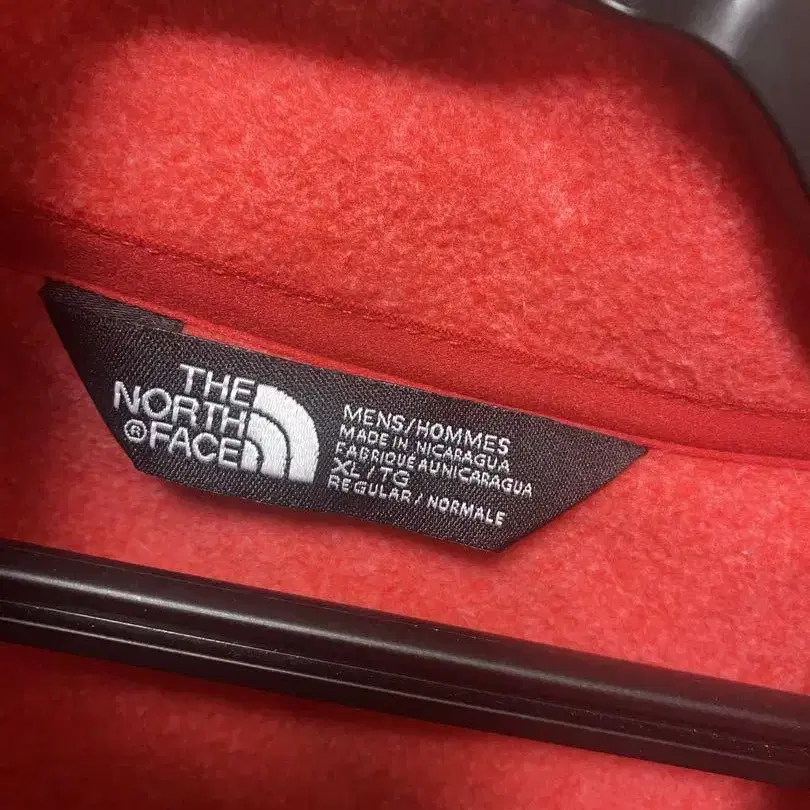 THE
NORTH
®FACE
MENS/HOMMES
MADE IN NICARAGUA
FABRIQUÉ AU NICARAGUA
XL/TG
REGULAR/NORMALE